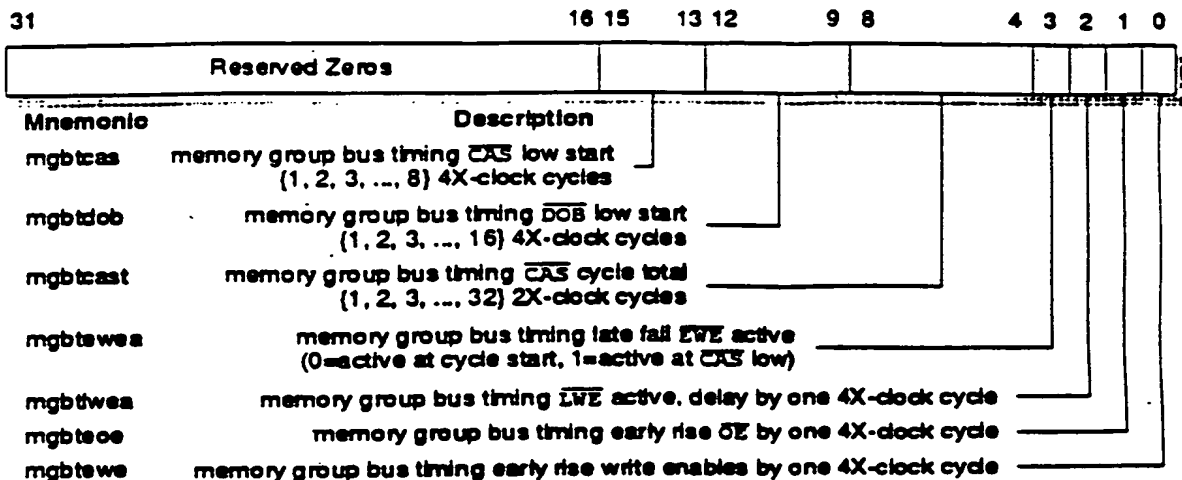 31 16 15 13 12 9 8 4 3 2 1 0
Reserved Zeros
Mnemonic Description
mgbtcas memory group bus timing CAS low start
{1, 2, 3, ..., 8} 4X-clock cycles
mgbtdob memory group bus timing DOB low start
{1, 2, 3, ..., 16} 4X-clock cycles
mgbtcast memory group bus timing CAS cycle total
{1, 2, 3, ..., 32} 2X-clock cycles
mgbtewea memory group bus timing late fall EWE active
(0=active at cycle start, 1=active at CAS low)
mgbtlwea memory group bus timing LWE active, delay by one 4X-clock cycle
mgbteoe memory group bus timing early rise OE by one 4X-clock cycle
mgbtewe memory group bus timing early rise write enables by one 4X-clock cycle